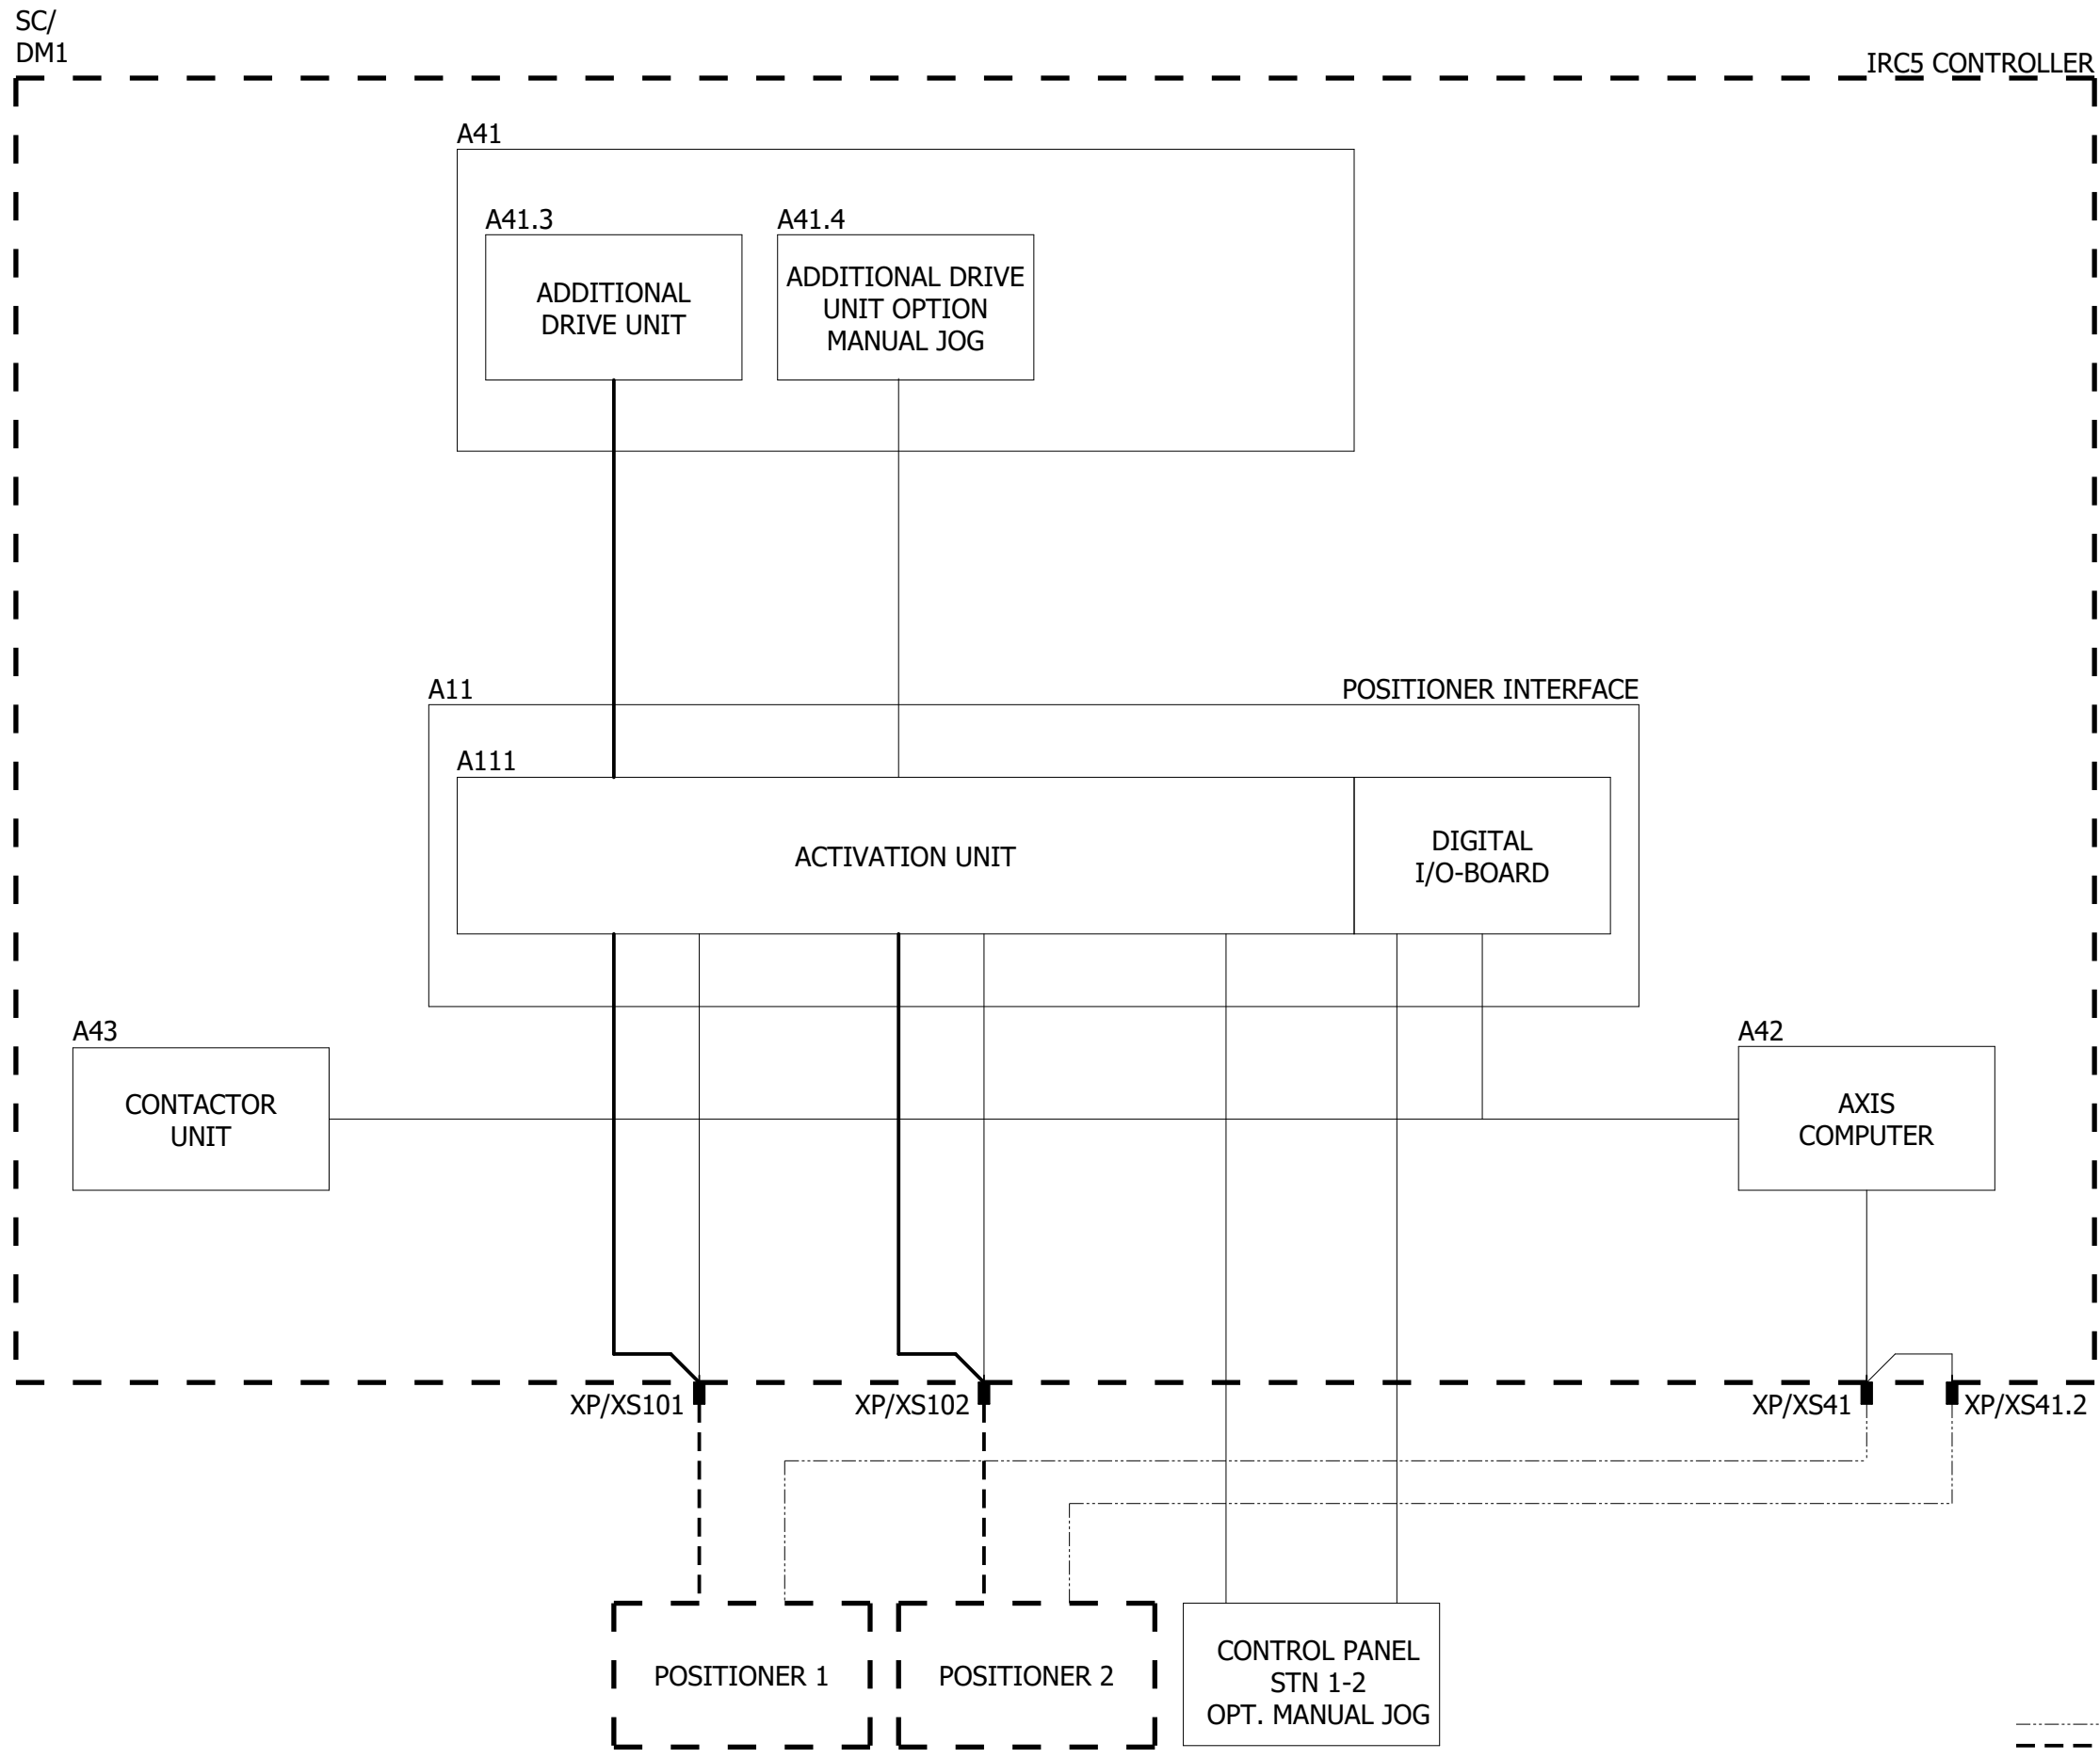 SC/
DM1
IRC5 CONTROLLER
A41
A41.3
A41.4
ADDITIONAL
DRIVE UNIT
ADDITIONAL DRIVE
UNIT OPTION
MANUAL JOG
A11
POSITIONER INTERFACE
A111
ACTIVATION UNIT
DIGITAL
I/O-BOARD
A43
A42
CONTACTOR
UNIT
AXIS
COMPUTER
XP/XS101
XP/XS102
XP/XS41
XP/XS41.2
POSITIONER 1
POSITIONER 2
CONTROL PANEL
STN 1-2
OPT. MANUAL JOG